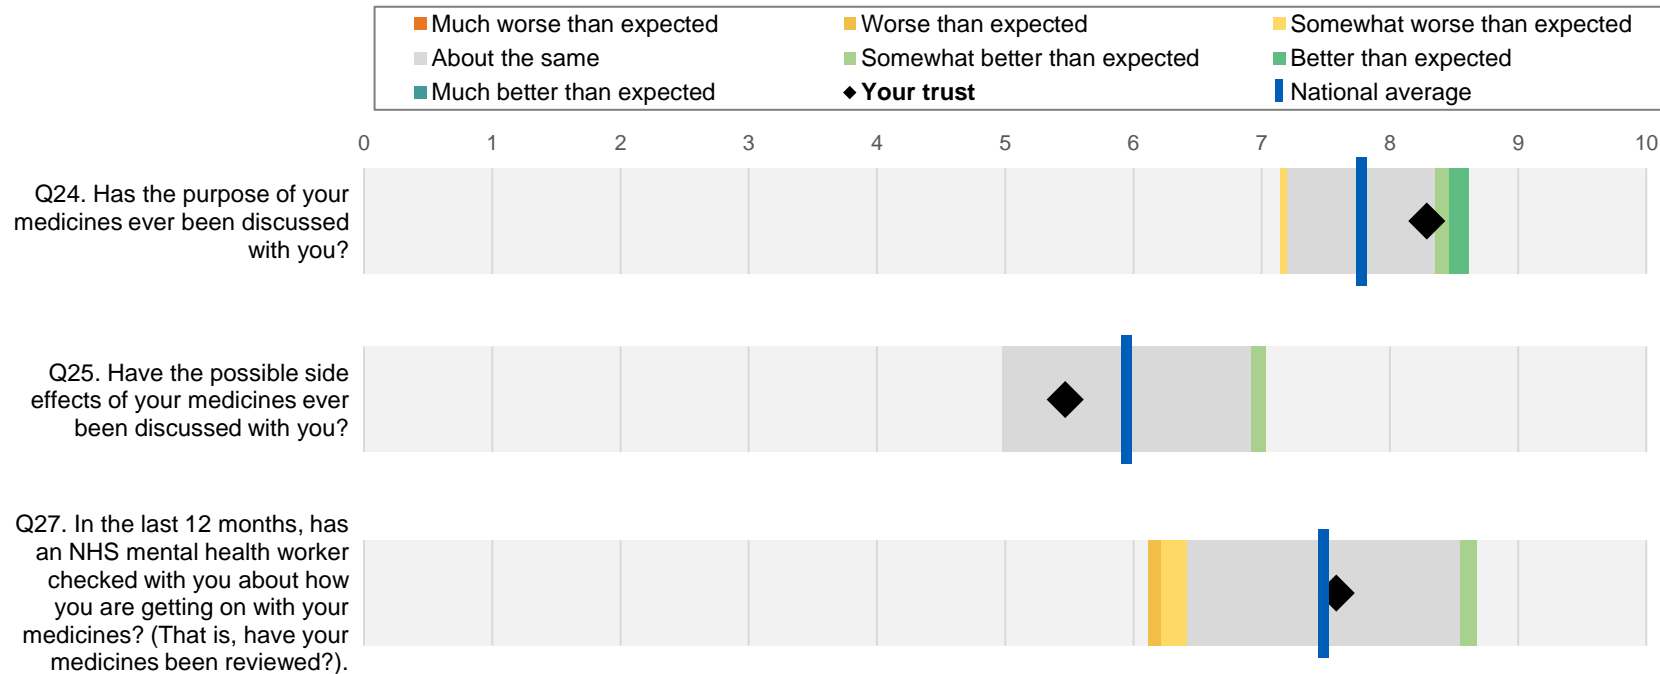 Much worse than expected
Worse than expected
Somewhat worse than expected
About the same
Somewhat better than expected
Better than expected
Much better than expected
Your trust
National average
0 1 2 3 4 5 6 7 8 9 10
Q24. Has the purpose of your
medicines ever been discussed
with you?
Q25. Have the possible side
effects of your medicines ever
been discussed with you?
Q27. In the last 12 months, has
an NHS mental health worker
checked with you about how
you are getting on with your
medicines? (That is, have your
medicines been reviewed?).